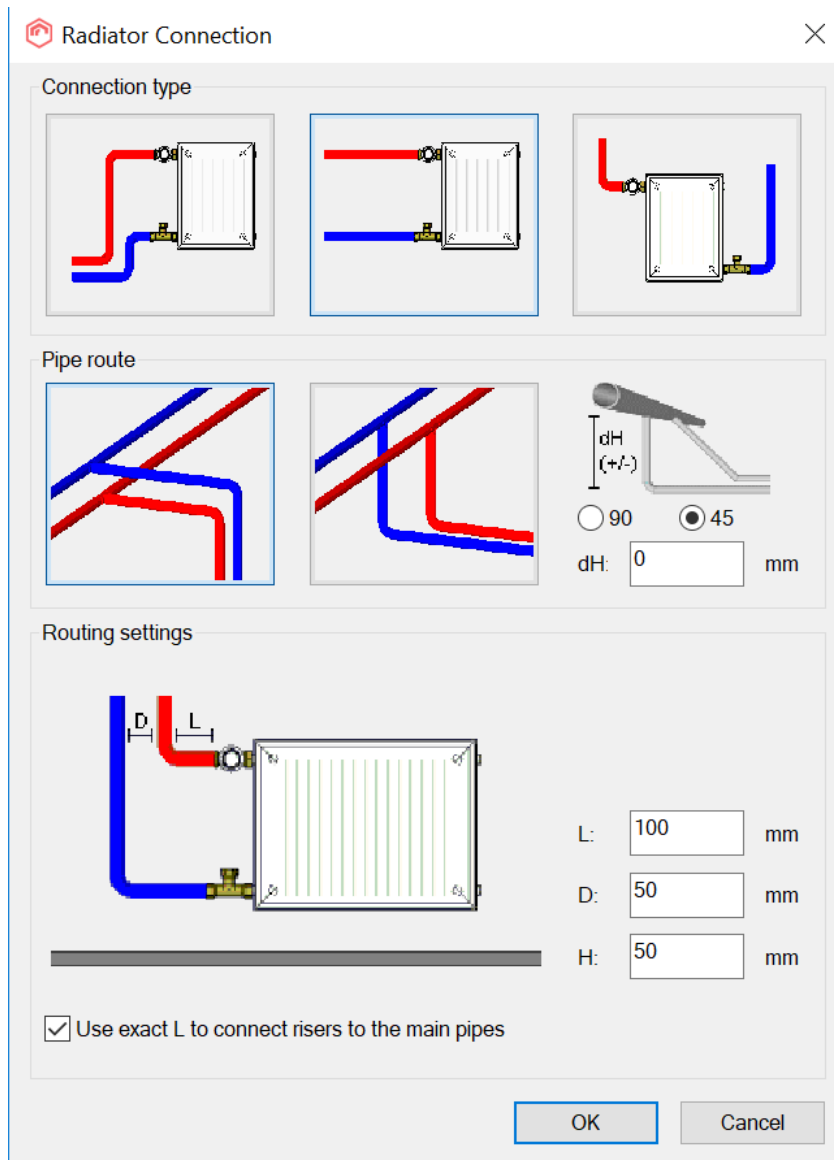 Radiator Connection
Connection type
Pipe route
dH
(+/-)
90 45
dH: 0 mm
Routing settings
D L
L: 100 mm
D: 50 mm
H: 50 mm
Use exact L to connect risers to the main pipes
OK Cancel